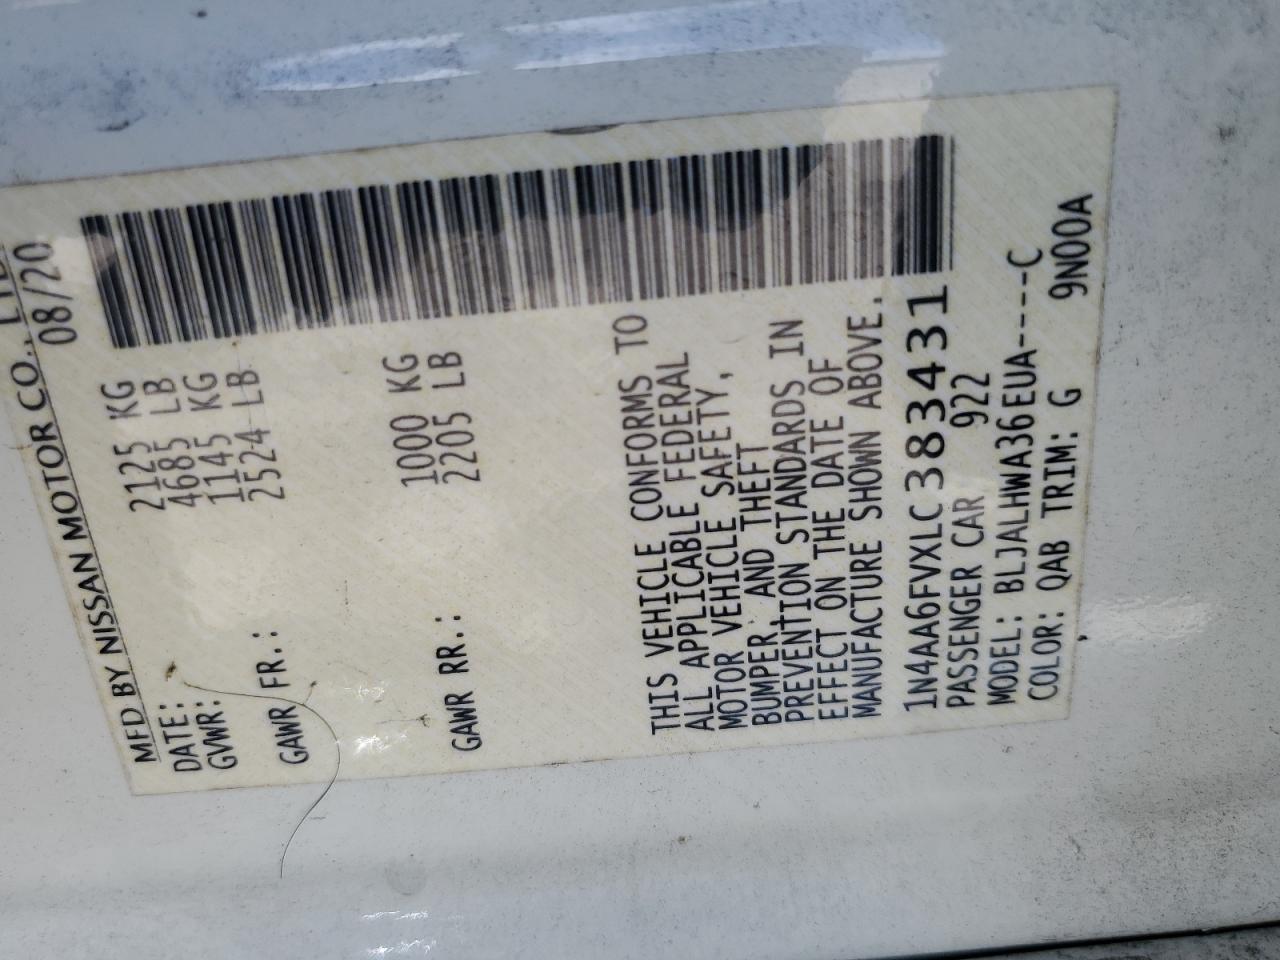 MFD BY NISSAN MOTOR CO., LTD.
DATE: 08/20
GVWR: 2125 KG
4685 LB
GAWR FR.: 1145 KG
2524 LB
GAWR RR.: 1000 KG
2205 LB
THIS VEHICLE CONFORMS TO
ALL APPLICABLE FEDERAL
MOTOR VEHICLE SAFETY,
BUMPER, AND THEFT
PREVENTION STANDARDS IN
EFFECT ON THE DATE OF
MANUFACTURE SHOWN ABOVE.
1N4AA6FVXLC383431
PASSENGER CAR 922
MODEL: BLJALHWA36EUA-----C
COLOR: QAB TRIM: G 9N00A